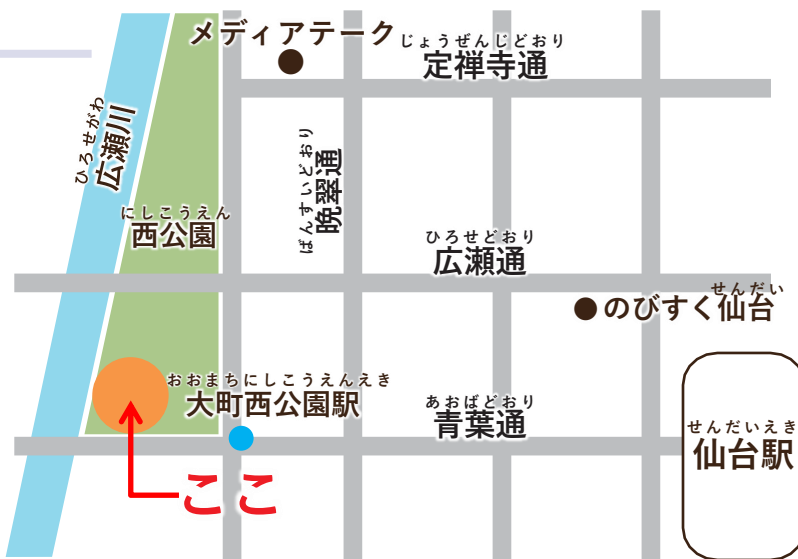 メディアテーク
じょうぜんじどおり
定禅寺通
ひろせがわ
広瀬川
ばんすいどおり
晩翠通
にしこうえん
西公園
ひろせどおり
広瀬通
せんだい
のびすく仙台
おおまちにしこうえんえき
大町西公園駅
あおばどおり
青葉通
せんだいえき
仙台駅
ここ